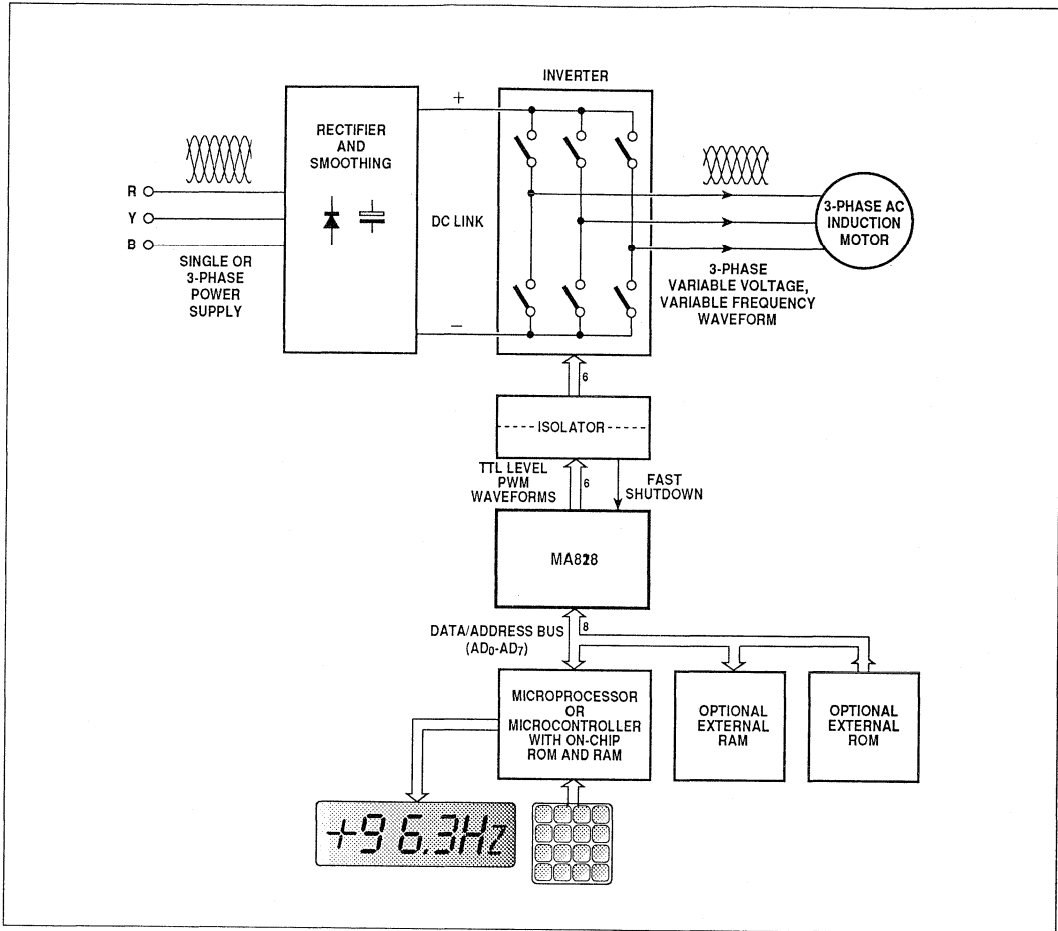 INVERTER
+
RECTIFIER
AND
SMOOTHING
R
Y
B
DC LINK
3-PHASE AC
INDUCTION
MOTOR
SINGLE OR
3-PHASE
POWER
SUPPLY
3-PHASE
VARIABLE VOLTAGE,
VARIABLE FREQUENCY
WAVEFORM
—
6
ISOLATOR
TTL LEVEL
PWM
WAVEFORMS
6
FAST
SHUTDOWN
MA828
8
DATA/ADDRESS BUS
(AD0-AD7)
MICROPROCESSOR
OR
MICROCONTROLLER
WITH ON-CHIP
ROM AND RAM
OPTIONAL
EXTERNAL
RAM
OPTIONAL
EXTERNAL
ROM
+96.3Hz